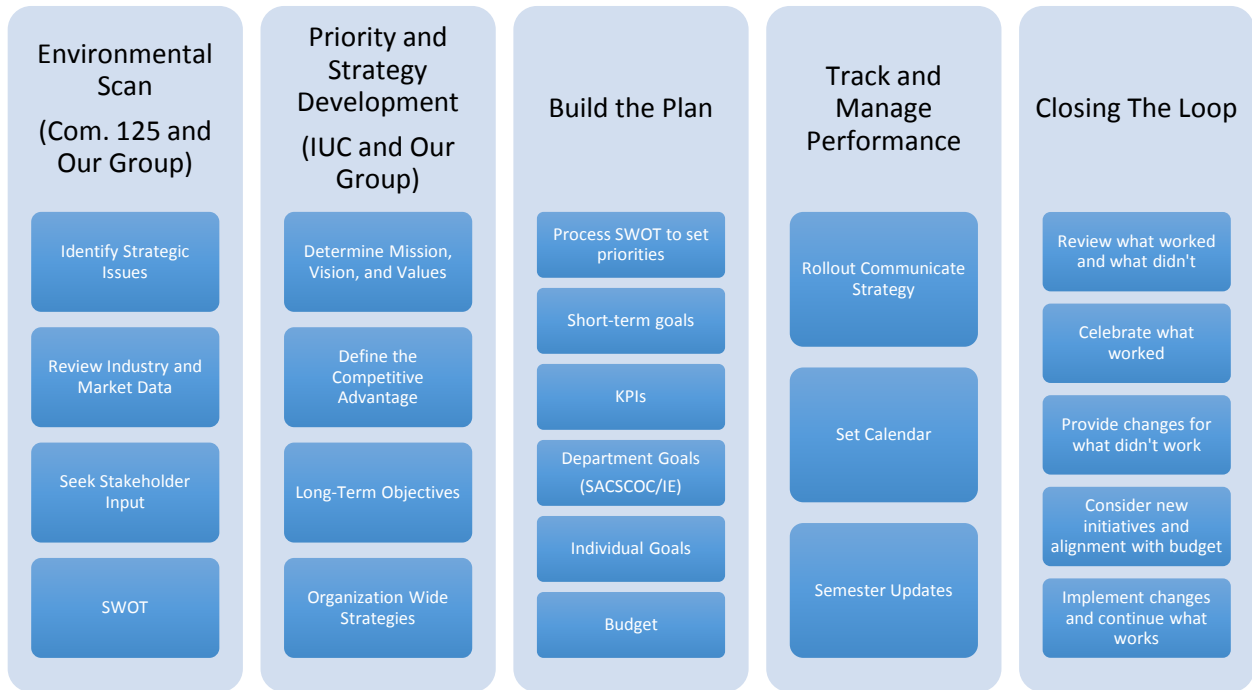 Environmental
Scan
(Com. 125 and
Our Group)
Identify Strategic
Issues
Review Industry and
Market Data
Seek Stakeholder
Input
SWOT
Priority and
Strategy
Development
(IUC and Our
Group)
Determine Mission,
Vision, and Values
Define the
Competitive
Advantage
Long-Term Objectives
Organization Wide
Strategies
Build the Plan
Process SWOT to set
priorities
Short-term goals
KPIs
Department Goals
(SACSCOC/IE)
Individual Goals
Budget
Track and
Manage
Performance
Rollout Communicate
Strategy
Set Calendar
Semester Updates
Closing The Loop
Review what worked
and what didn't
Celebrate what
worked
Provide changes for
what didn't work
Consider new
initiatives and
alignment with budget
Implement changes
and continue what
works